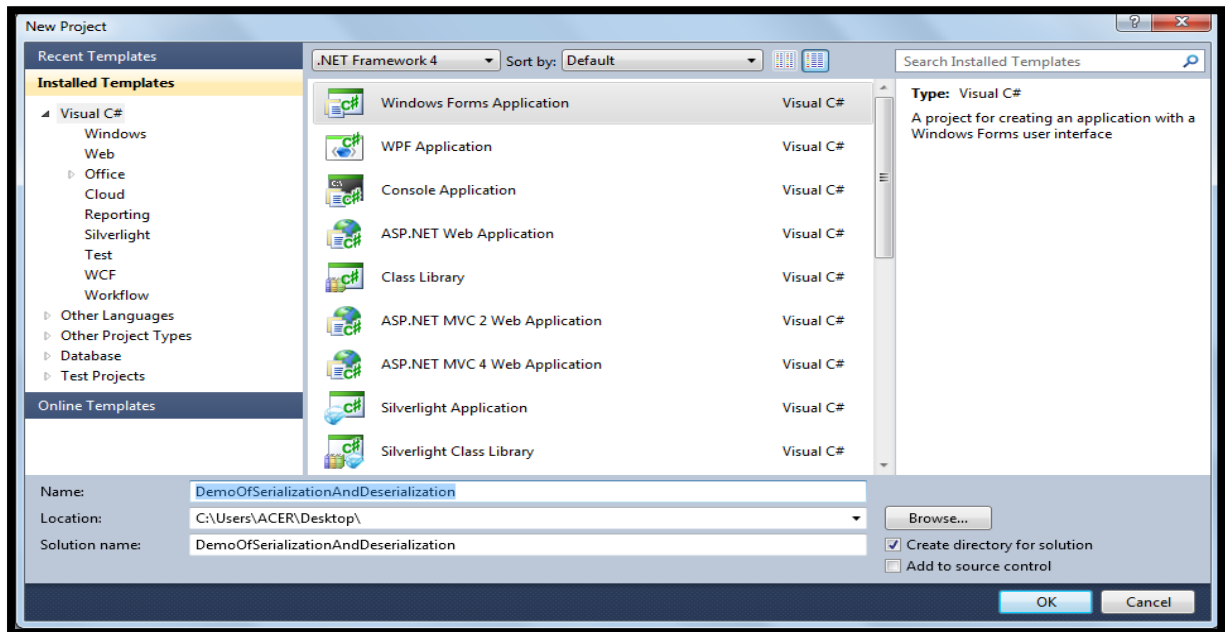 New Project
Recent Templates
Installed Templates
Visual C#
Windows
Web
Office
Cloud
Reporting
Silverlight
Test
WCF
Workflow
Other Languages
Other Project Types
Database
Test Projects
Online Templates
.NET Framework 4 Sort by: Default
Windows Forms Application Visual C#
WPF Application Visual C#
Console Application Visual C#
ASP.NET Web Application Visual C#
Class Library Visual C#
ASP.NET MVC 2 Web Application Visual C#
ASP.NET MVC 4 Web Application Visual C#
Silverlight Application Visual C#
Silverlight Class Library Visual C#
Search Installed Templates
Type: Visual C#
A project for creating an application with a
Windows Forms user interface
Name: DemoOfSerializationAndDeserialization
Location: C:\Users\ACER\Desktop\ Browse...
Solution name: DemoOfSerializationAndDeserialization
Create directory for solution
Add to source control
OK Cancel